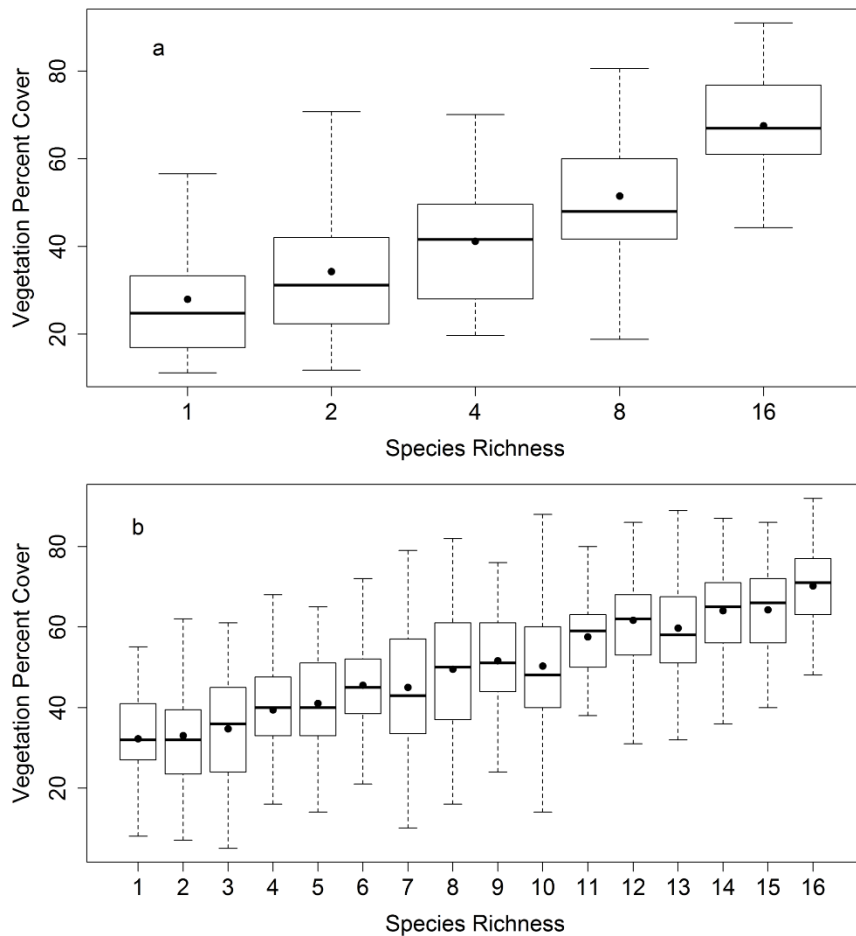 a
Vegetation Percent Cover
80
60
40
20
1 2 4 8 16
Species Richness
b
Vegetation Percent Cover
80
60
40
20
1 2 3 4 5 6 7 8 9 10 11 12 13 14 15 16
Species Richness